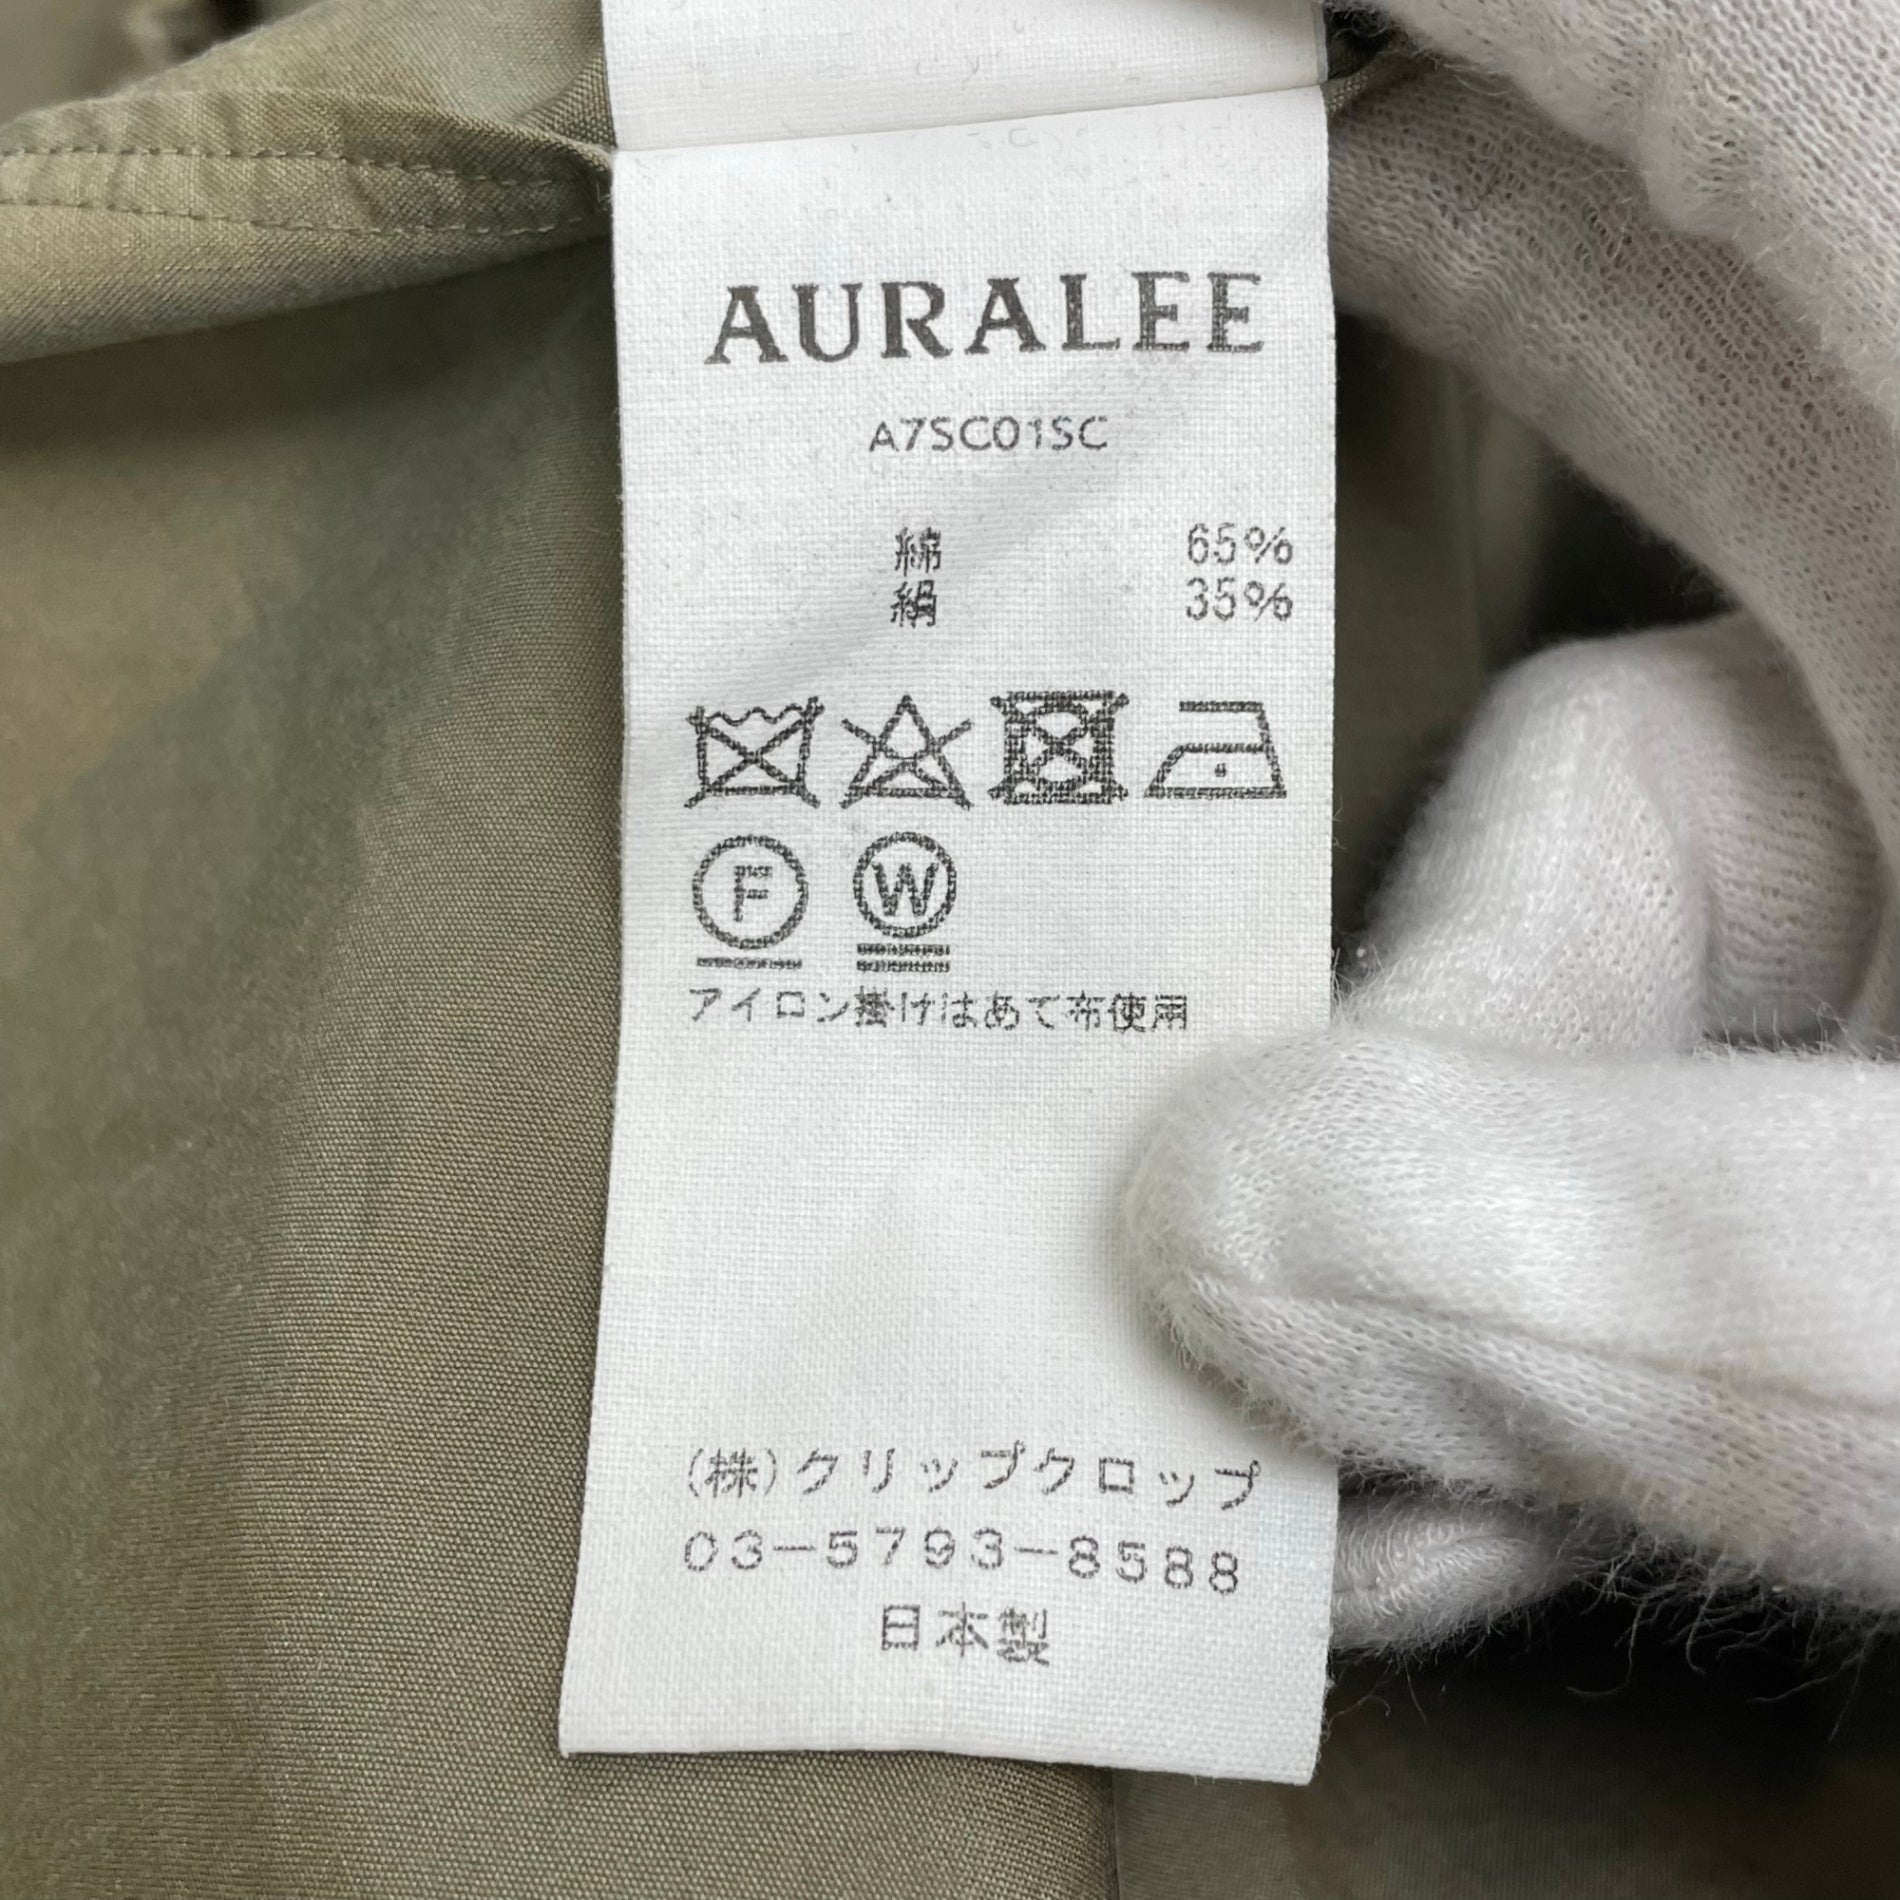 AURALEE
A7SC01SC
綿 65%
絹 35%
F W
アイロン掛けはあて布使用
(株)クリップクロップ
03-5793-8588
日本製